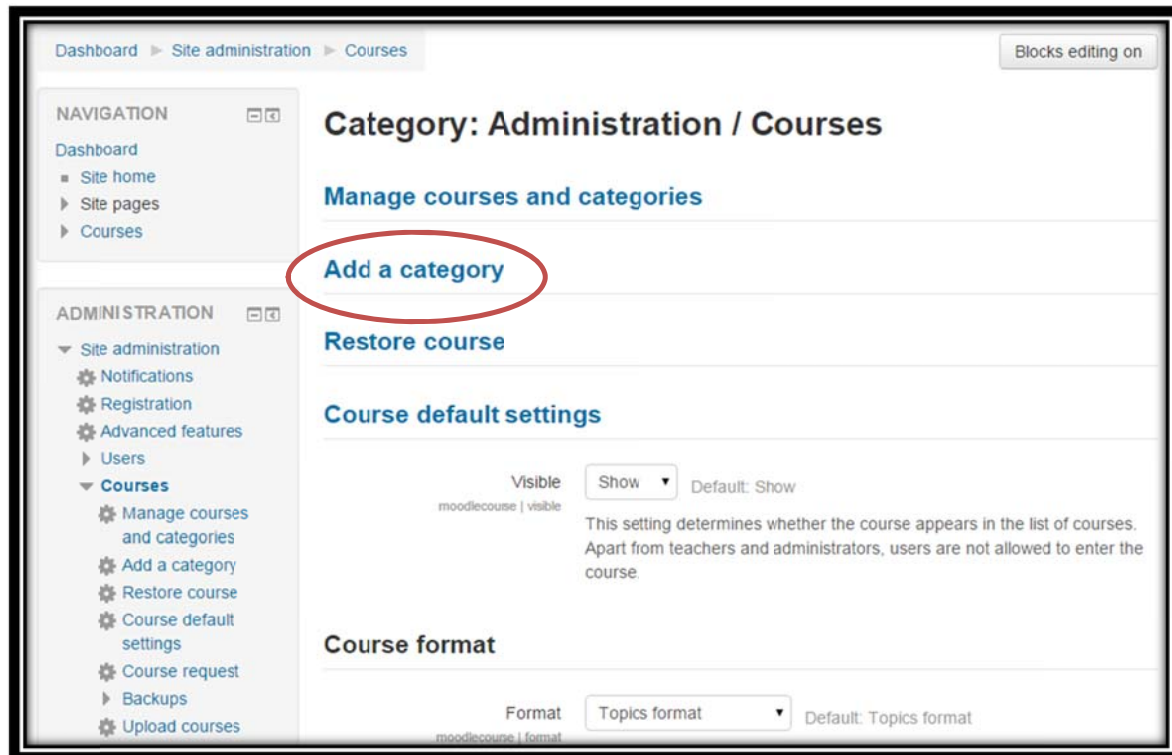 Dashboard ▶ Site administration ▶ Courses
Blocks editing on
NAVIGATION
Dashboard
Site home
Site pages
Courses
ADMINISTRATION
Site administration
Notifications
Registration
Advanced features
Users
Courses
Manage courses
and categories
Add a category
Restore course
Course default
settings
Course request
Backups
Upload courses
Category: Administration / Courses
Manage courses and categories
Add a category
Restore course
Course default settings
Visible Show Default: Show
moodlecourse | visible
This setting determines whether the course appears in the list of courses.
Apart from teachers and administrators, users are not allowed to enter the
course.
Course format
Format Topics format Default: Topics format
moodlecourse | format